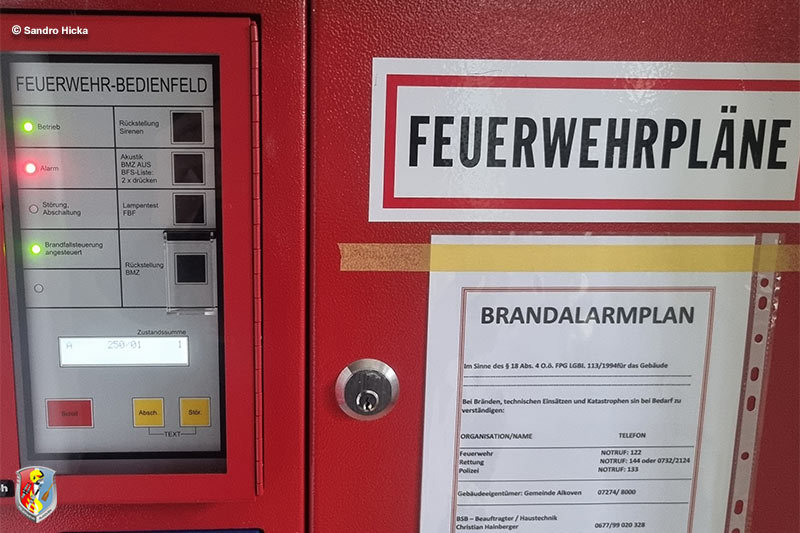 © Sandro Hicka
FEUERWEHR-BEDIENFELD
Betrieb
Rückstellung
Sirenen
Alarm
Akustik
BMZ AUS
BFS-Liste:
2 x drücken
Störung,
Abschaltung
Lampentest
FBF
Brandfallsteuerung
angesteuert
Rückstellung
BMZ
Zustandssumme
A 250/01 1
Scroll
Absch.
Stör.
TEXT
FEUERWEHRPLÄNE
BRANDALARMPLAN
Im Sinne des § 18 Abs. 4 O.ö. FPG LGBl. 113/1994für das Gebäude
Bei Bränden, technischen Einsätzen und Katastrophen sin bei Bedarf zu
verständigen:
ORGANISATION/NAME TELEFON
Feuerwehr NOTRUF: 122
Rettung NOTRUF: 144 oder 0732/2124
Polizei NOTRUF: 133
Gebäudeeigentümer: Gemeinde Alkoven 07274/ 8000
BSB – Beauftragter / Haustechnik
Christian Hainberger 0677/99 020 328